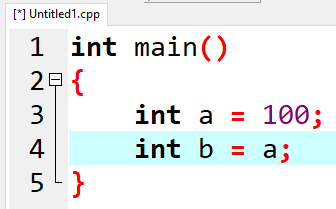 [*] Untitled1.cpp
1 int main()
2 {
3     int a = 100;
4     int b = a;
5 }